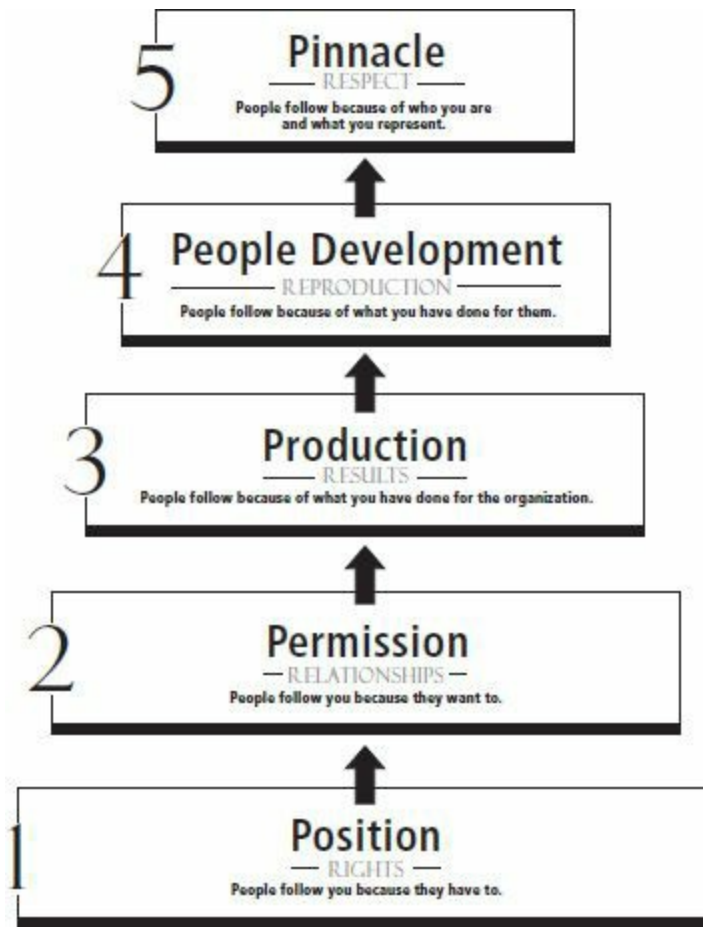 5
Pinnacle
RESPECT
People follow because of who you are
and what you represent.
4
People Development
REPRODUCTION
People follow because of what you have done for them.
3
Production
RESULTS
People follow because of what you have done for the organization.
2
Permission
RELATIONSHIPS
People follow you because they want to.
1
Position
RIGHTS
People follow you because they have to.